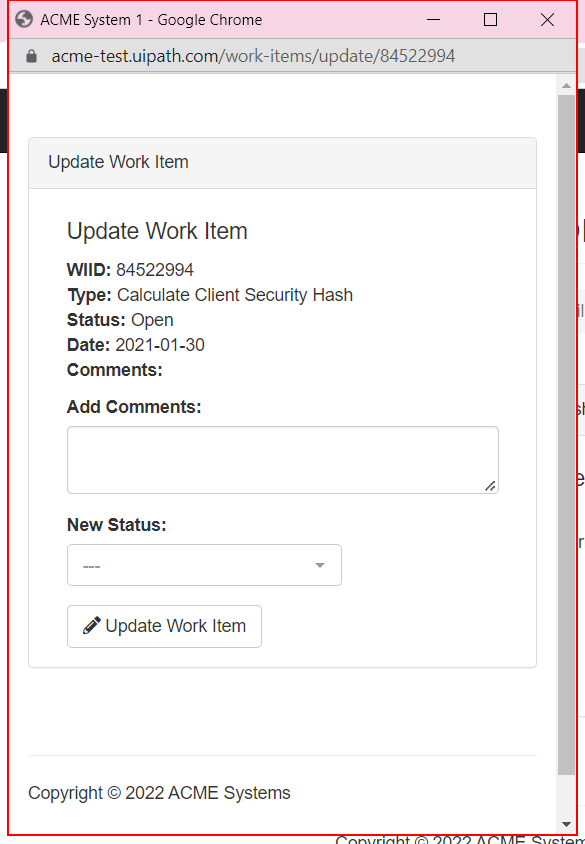 ACME System 1 - Google Chrome
acme-test.uipath.com/work-items/update/84522994
Update Work Item
Update Work Item
WIID: 84522994
Type: Calculate Client Security Hash
Status: Open
Date: 2021-01-30
Comments:
Add Comments:
New Status:
---
Update Work Item
Copyright © 2022 ACME Systems
Copyright © 2022 ACME System